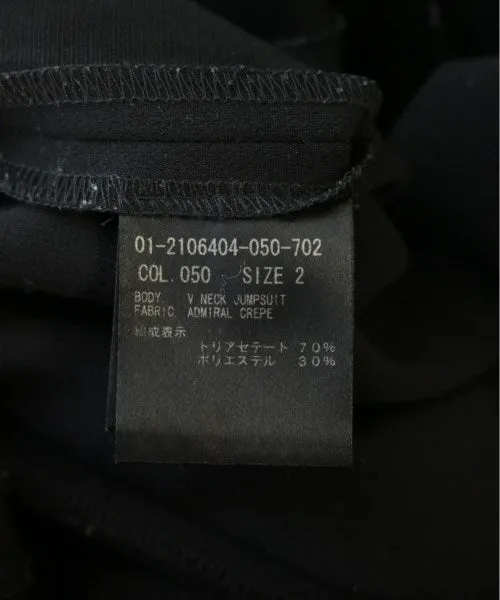 01-2106404-050-702
COL.050 SIZE 2
BODY. V NECK JUMPSUIT
FABRIC ADMIRAL CREPE
組成表示
トリアセテート 70%
ポリエステル 30%